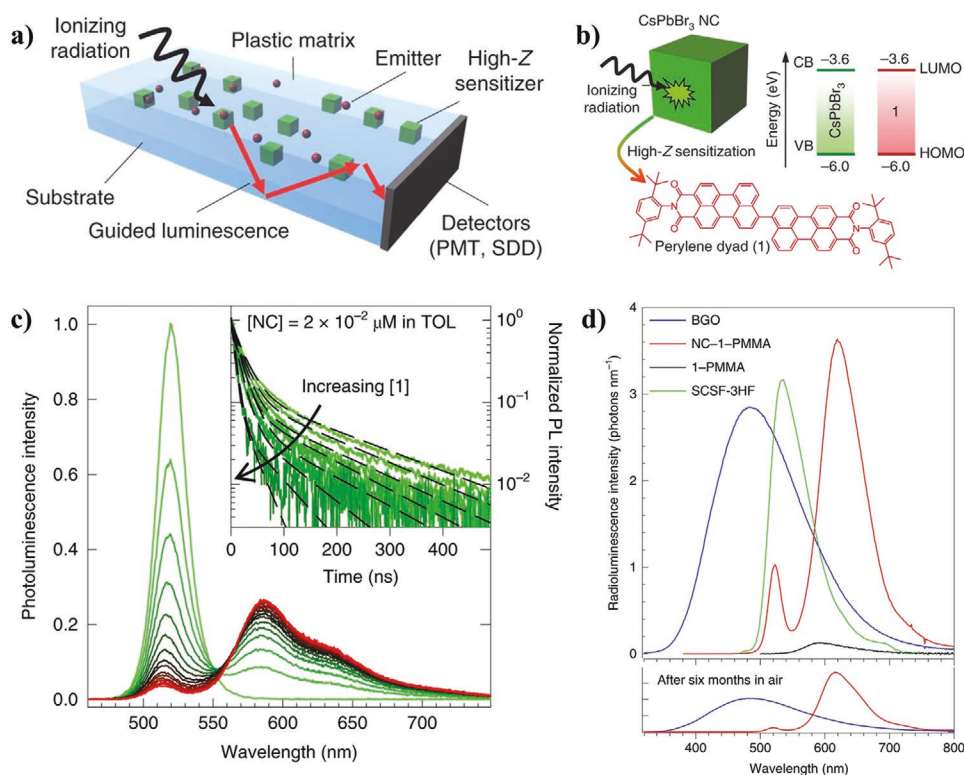 a)
Ionizing
radiation
Plastic matrix
Emitter
High-Z
sensitizer
Substrate
Guided luminescence
Detectors
(PMT, SDD)
b)
CsPbBr3 NC
Ionizing
radiation
High-Z sensitization
Energy (eV)
CB
−3.6
−3.6
LUMO
CsPbBr3
1
VB
−6.0
−6.0
HOMO
O
O
N
N
O
O
Perylene dyad (1)
c)
[NC] = 2 × 10−2 μM in TOL
Increasing [1]
Photoluminescence intensity
1.0
0.8
0.6
0.4
0.2
0.0
500
550
600
650
700
Wavelength (nm)
0
100
200
300
400
Time (ns)
10^0
10^-1
10^-2
Normalized PL intensity
d)
BGO
NC–1–PMMA
1–PMMA
SCSF-3HF
Radioluminescence intensity (photons nm−1)
4
3
2
1
0
After six months in air
400
500
600
700
800
Wavelength (nm)